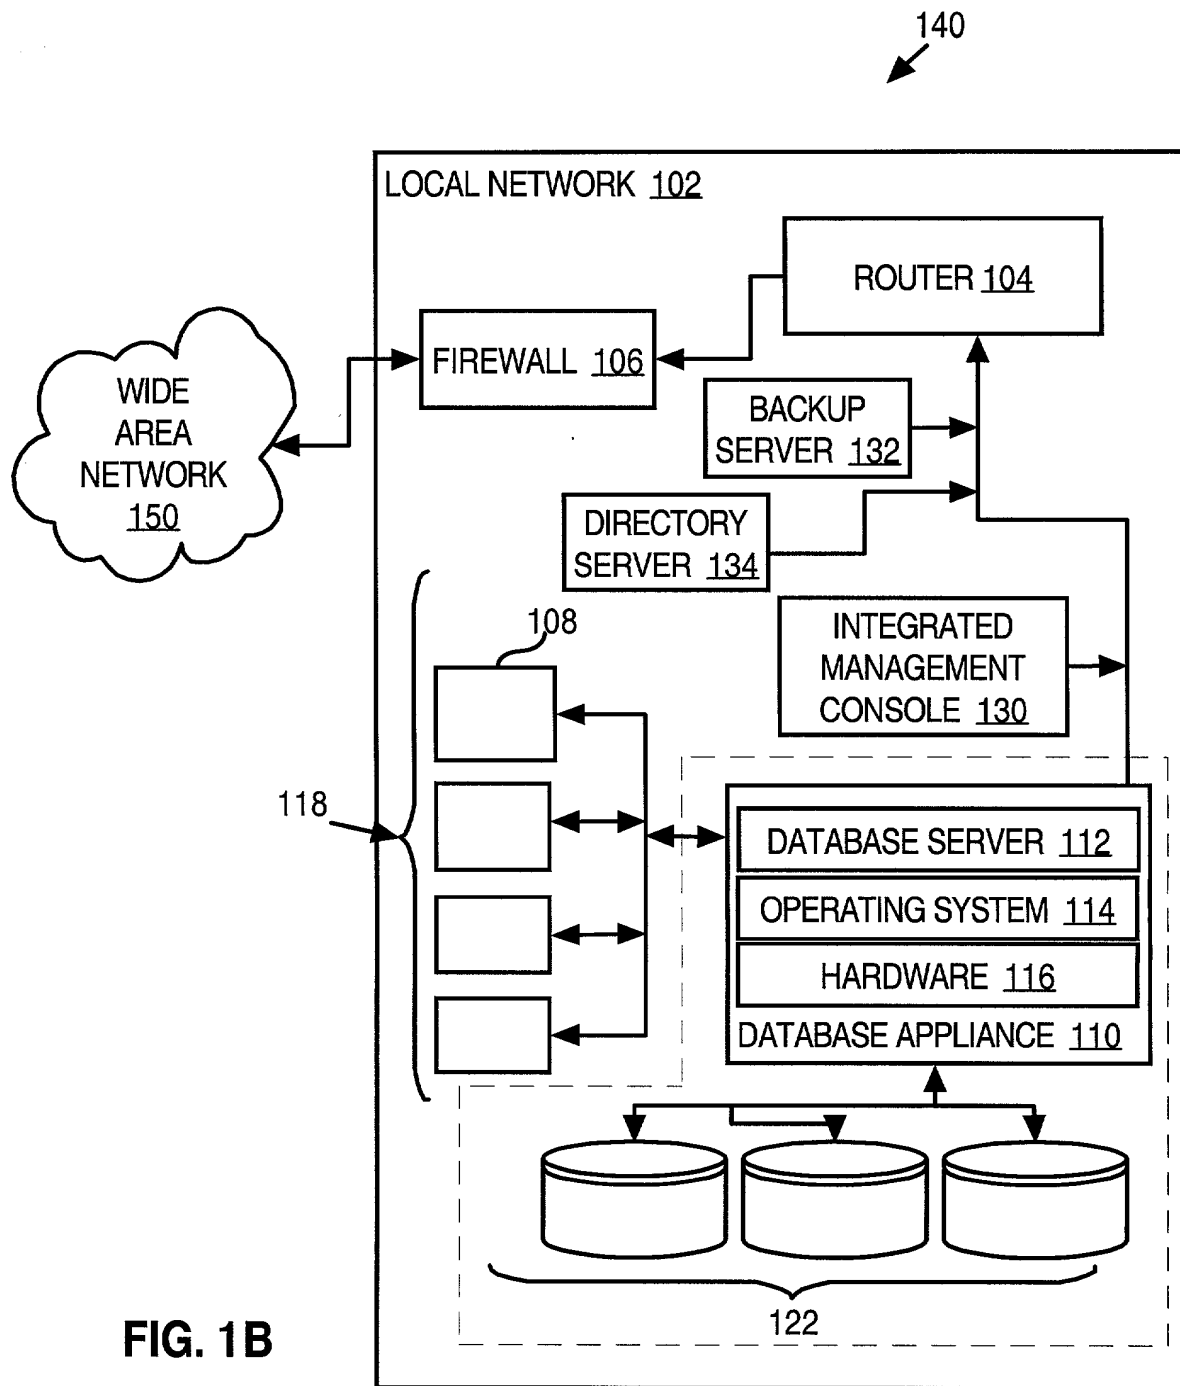 140
LOCAL NETWORK 102
ROUTER 104
FIREWALL 106
WIDE
AREA
NETWORK
150
BACKUP
SERVER 132
DIRECTORY
SERVER 134
INTEGRATED
MANAGEMENT
CONSOLE 130
108
118
DATABASE SERVER 112
OPERATING SYSTEM 114
HARDWARE 116
DATABASE APPLIANCE 110
122
FIG. 1B